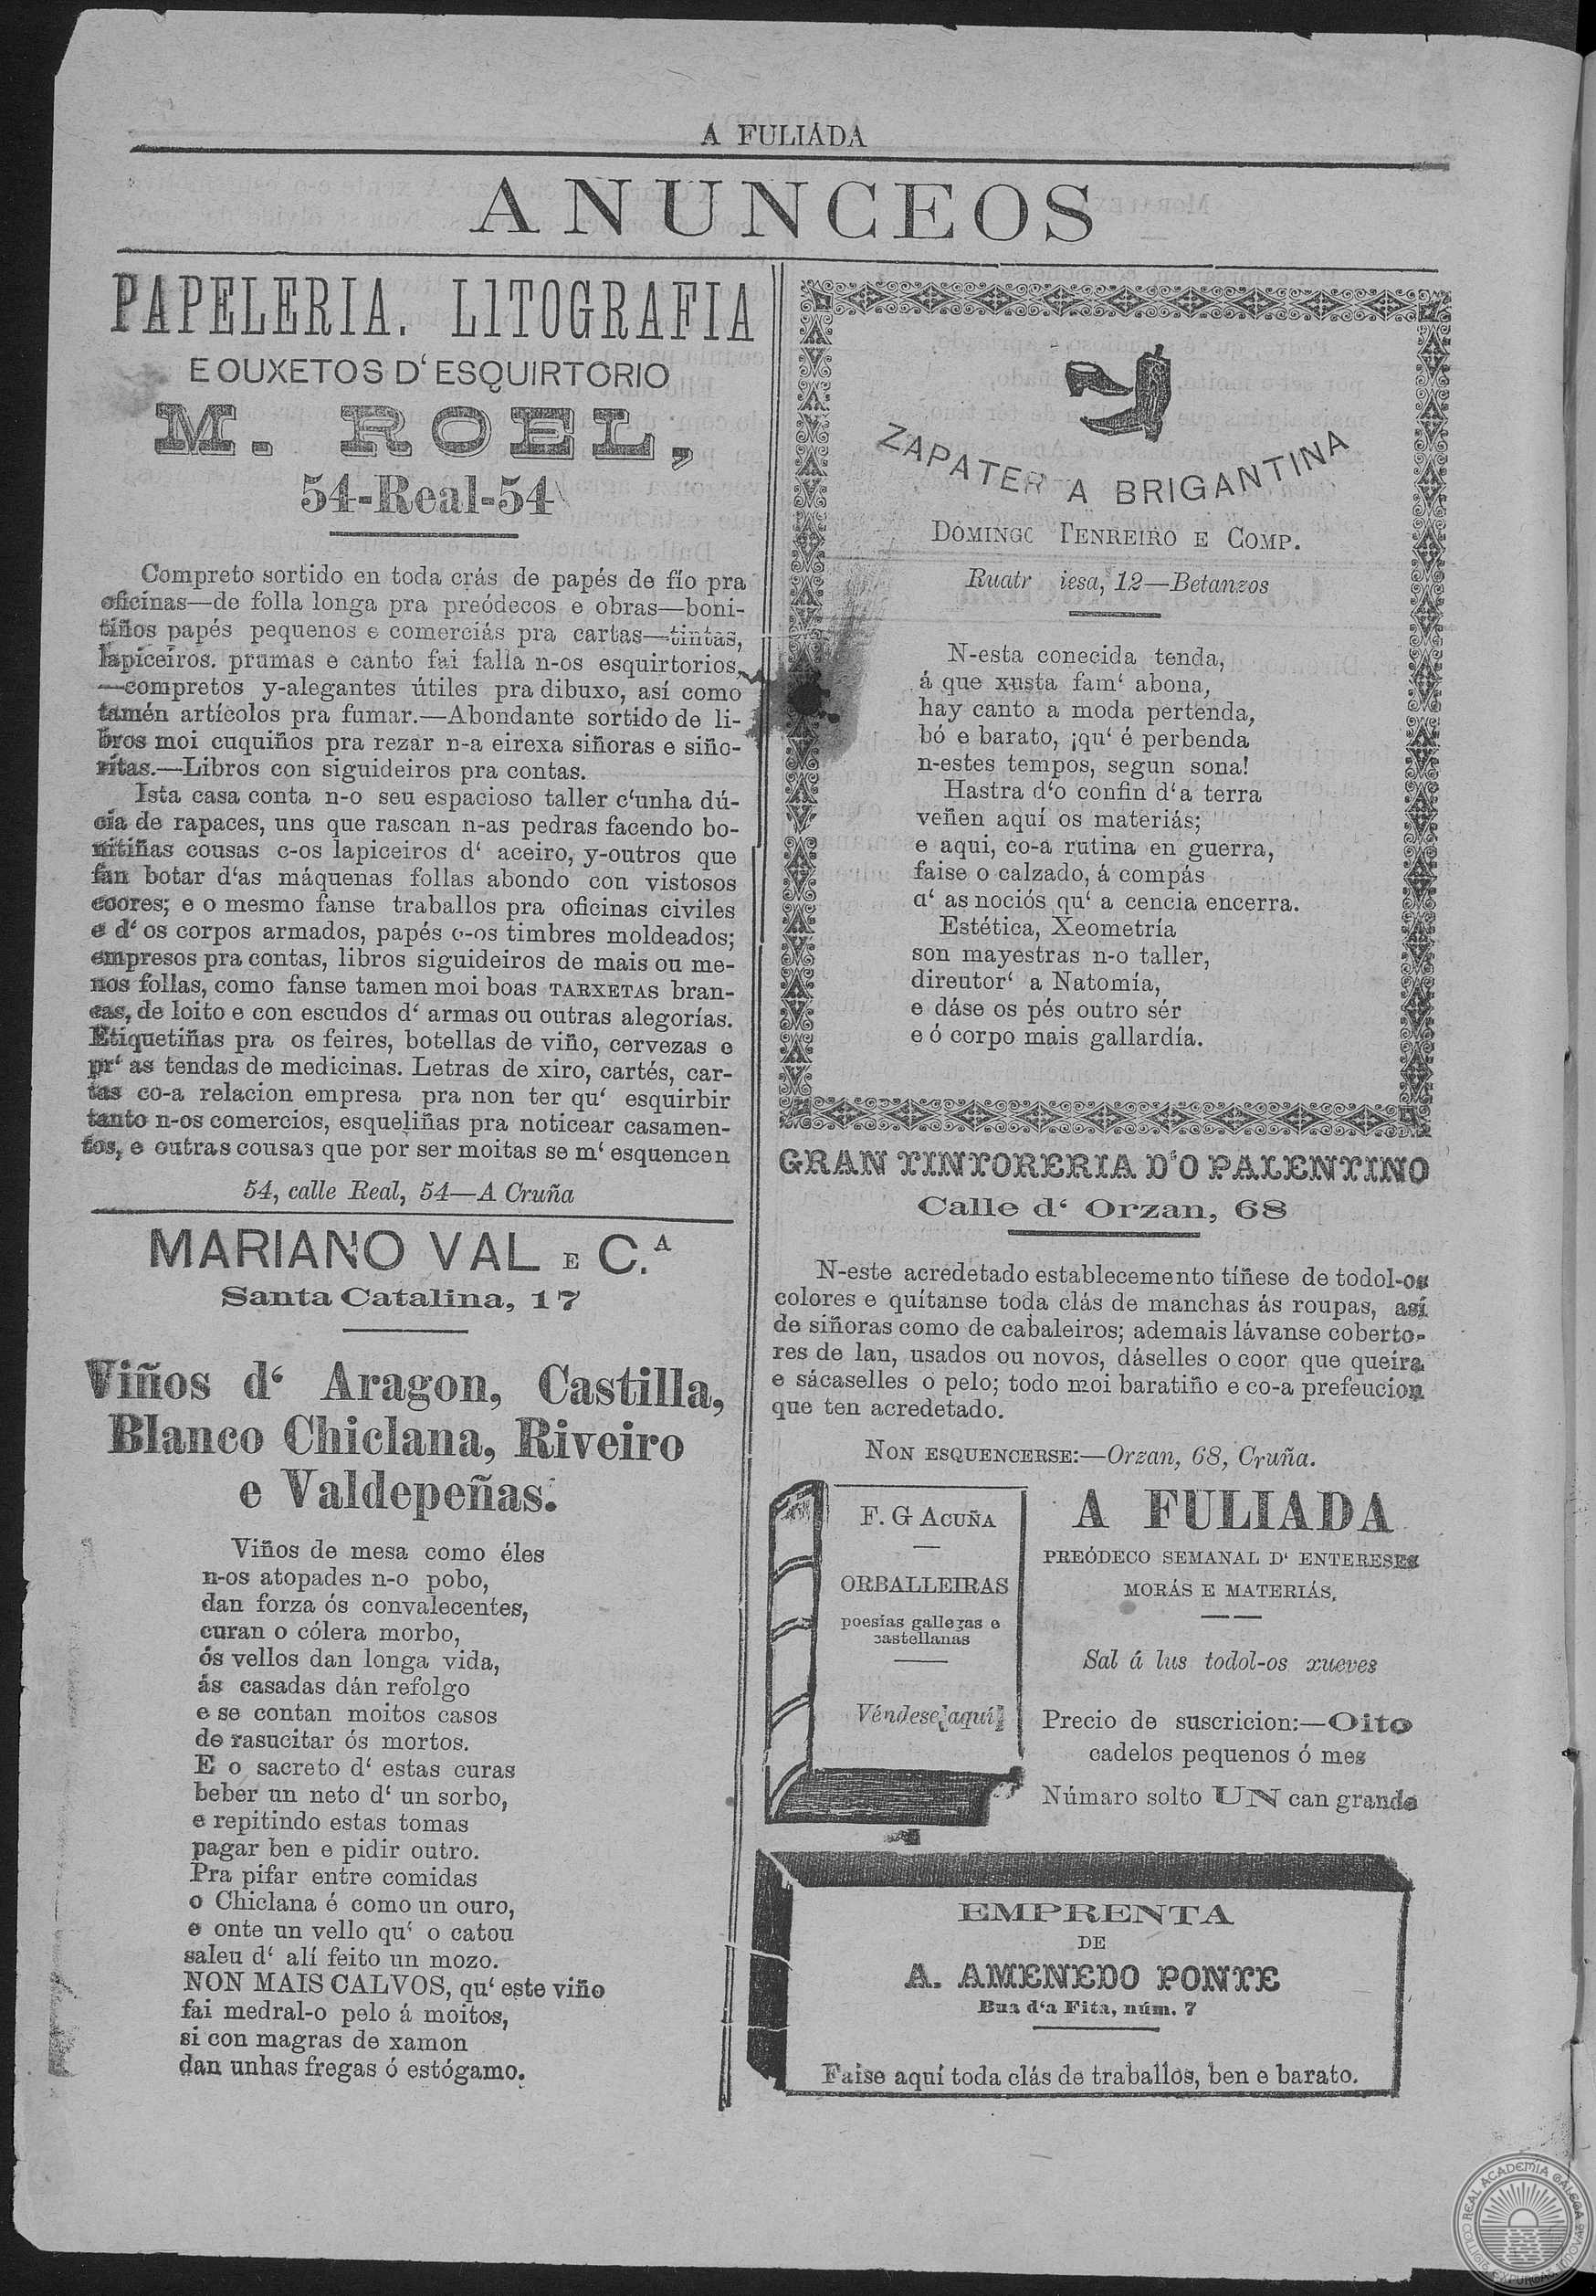 A FULIADA
ANUNCEOS
PAPELERIA. LITOGRAFIA
E OUXETOS D‘ ESQUIRTORIO
M. ROEL,
54-Real-54
Compreto sortido en toda crás de papés de fío pra
oficinas—de folla longa pra preódecos e obras—boni-
tiños papés pequenos e comerciás pra cartas—tintas,
lapiceiros. prumas e canto fai falla n-os esquirtorios,
—compretos y-alegantes útiles pra dibuxo, así como
tamén artícolos pra fumar.—Abondante sortido de li-
bros moi cuquiños pra rezar n-a eirexa siñoras e siño-
ritas.—Libros con siguideiros pra contas.
Ista casa conta n-o seu espacioso taller c‘unha dú-
cia de rapaces, uns que rascan n-as pedras facendo bo-
nitiñas cousas c-os lapiceiros d‘ aceiro, y-outros que
fan botar d‘as máquenas follas abondo con vistosos
coores; e o mesmo fanse traballos pra oficinas civiles
e d‘ os corpos armados, papés c-os timbres moldeados;
empresos pra contas, libros siguideiros de mais ou me-
nos follas, como fanse tamen moi boas TARXETAS bran-
cas, de loito e con escudos d‘ armas ou outras alegorías.
Etiquetiñas pra os feires, botellas de viño, cervezas e
pr‘ as tendas de medicinas. Letras de xiro, cartés, car-
tas co-a relacion empresa pra non ter qu‘ esquirbir
tanto n-os comercios, esqueliñas pra noticear casamen-
tos, e outras cousas que por ser moitas se m‘ esquencen
54, calle Real, 54—A Cruña
MARIANO VAL E C.A
Santa Catalina, 17
Viños d‘ Aragon, Castilla,
Blanco Chiclana, Riveiro
e Valdepeñas.
Viños de mesa como éles
n-os atopades n-o pobo,
dan forza ós convalecentes,
curan o cólera morbo,
ós vellos dan longa vida,
ás casadas dán refolgo
e se contan moitos casos
de rasucitar ós mortos.
E o sacreto d‘ estas curas
beber un neto d‘ un sorbo,
e repitindo estas tomas
pagar ben e pidir outro.
Pra pifar entre comidas
o Chiclana é como un ouro,
e onte un vello qu‘ o catou
saleu d‘ alí feito un mozo.
NON MAIS CALVOS, qu‘ este viño
fai medral-o pelo á moitos,
si con magras de xamon
dan unhas fregas ó estógamo.
ZAPATER A BRIGANTINA
DOMINGO TENREIRO E COMP.
Ruatr iesa, 12—Betanzos
N-esta conecida tenda,
á que xusta fam‘ abona,
hay canto a moda pertenda,
bó e barato, ¡qu‘ é perbenda
n-estes tempos, segun sona!
Hastra d‘o confin d‘a terra
veñen aquí os materiás;
e aqui, co-a rutina en guerra,
faise o calzado, á compás
d‘ as nociós qu‘ a cencia encerra.
Estética, Xeometría
son mayestras n-o taller,
direutor‘ a Natomía,
e dáse os pés outro sér
e ó corpo mais gallardía.
GRAN TINTORERIA D‘O PALENTINO
Calle d‘ Orzan, 68
N-este acredetado establecemento tíñese de todol-os
colores e quítanse toda clás de manchas ás roupas, así
de siñoras como de cabaleiros; ademais lávanse coberto-
res de lan, usados ou novos, dáselles o coor que queira
e sácaselles o pelo; todo moi baratiño e co-a prefeucion
que ten acredetado.
NON ESQUENCERSE:—Orzan, 68, Cruña.
F. G ACUÑA
ORBALLEIRAS
poesías gallegas e
castellanas
Véndese aquí
A FULIADA
PREÓDECO SEMANAL D‘ ENTERESES
MORÁS E MATERIÁS.
Sal á lus todol-os xueves
Precio de suscricion:—Oito
cadelos pequenos ó mes
Númaro solto UN can grande
EMPRENTA
DE
A. AMENEDO PONTE
Rua d‘a Fita, núm. 7
Faise aquí toda clás de traballos, ben e barato.
REAL ACADEMIA GALEGA